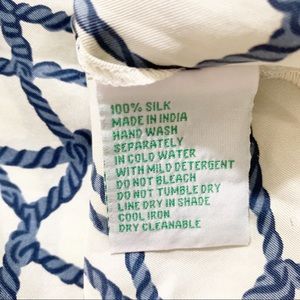 100% SILK
MADE IN INDIA
HAND WASH
SEPARATELY
IN COLD WATER
WITH MILD DETERGENT
DO NOT BLEACH
DO NOT TUMBLE DRY
LINE DRY IN SHADE
COOL IRON
DRY CLEANABLE